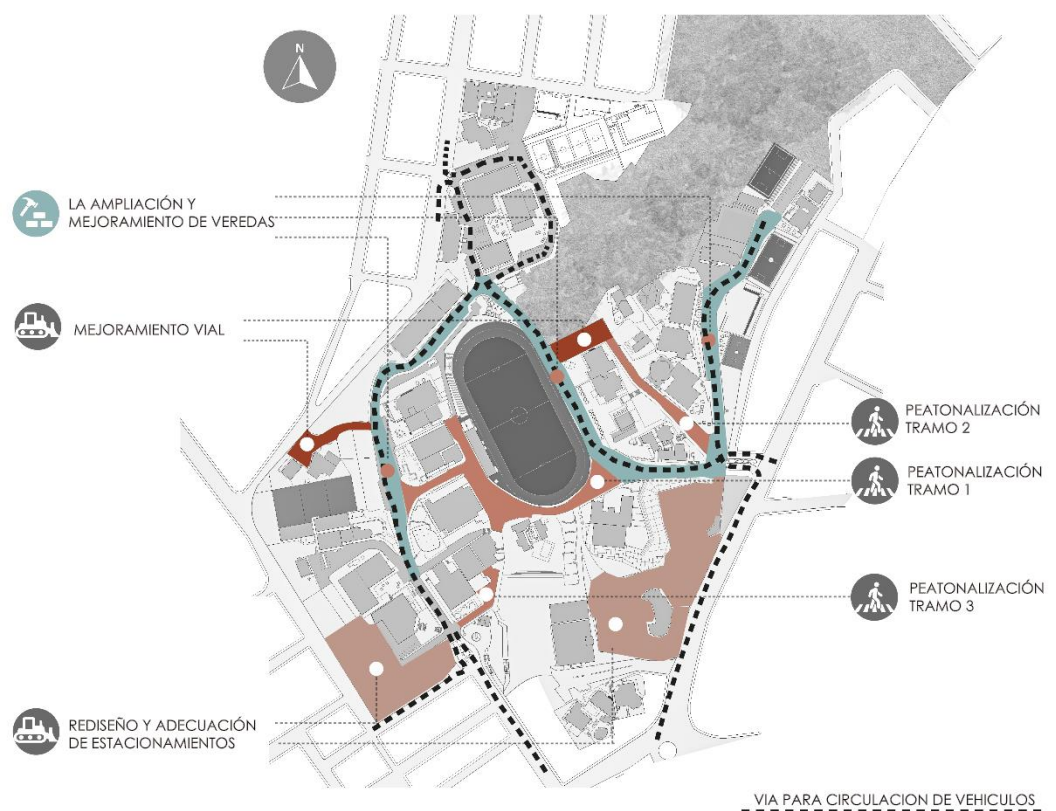 N
LA AMPLIACIÓN Y
MEJORAMIENTO DE VEREDAS
MEJORAMIENTO VIAL
PEATONALIZACIÓN
TRAMO 2
PEATONALIZACIÓN
TRAMO 1
PEATONALIZACIÓN
TRAMO 3
REDISEÑO Y ADECUACIÓN
DE ESTACIONAMIENTOS
VIA PARA CIRCULACION DE VEHICULOS